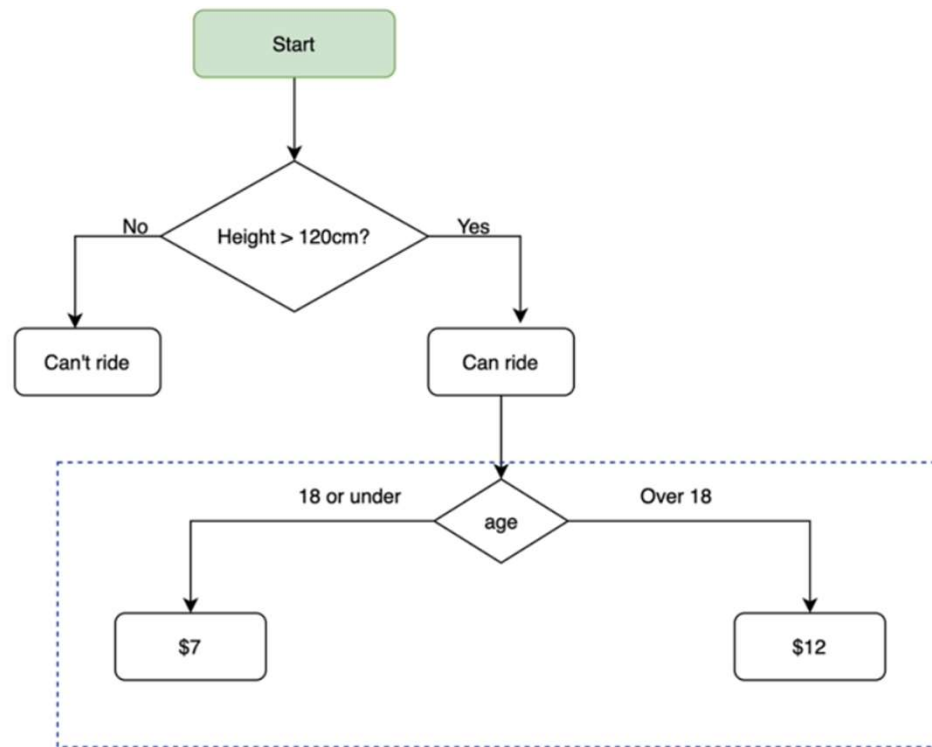 Start
Height > 120cm?
No
Yes
Can't ride
Can ride
18 or under
age
Over 18
$7
$12